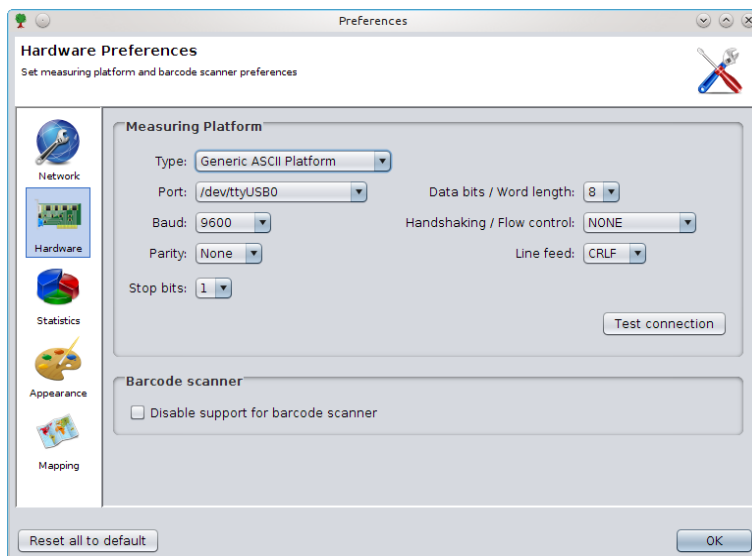 Preferences
Hardware Preferences
Set measuring platform and barcode scanner preferences
Network
Hardware
Statistics
Appearance
Mapping
Measuring Platform
Type: Generic ASCII Platform
Port: /dev/ttyUSB0 Data bits / Word length: 8
Baud: 9600 Handshaking / Flow control: NONE
Parity: None Line feed: CRLF
Stop bits: 1
Test connection
Barcode scanner
Disable support for barcode scanner
Reset all to default OK